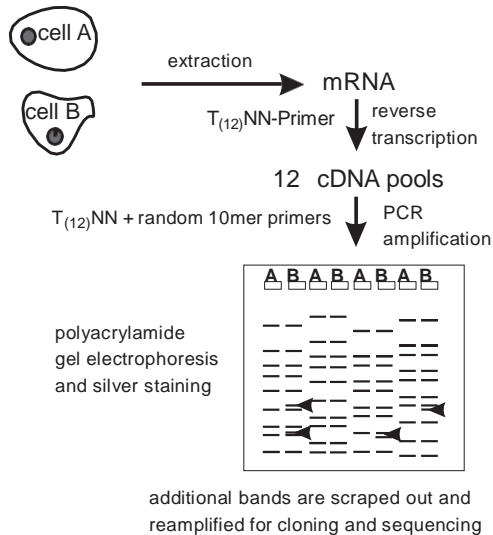 cell A
cell B
extraction
mRNA
T(12)NN-Primer
reverse
transcription
12 cDNA pools
T(12)NN + random 10mer primers
PCR
amplification
A B A B A B A B
polyacrylamide
gel electrophoresis
and silver staining
additional bands are scraped out and
reamplified for cloning and sequencing